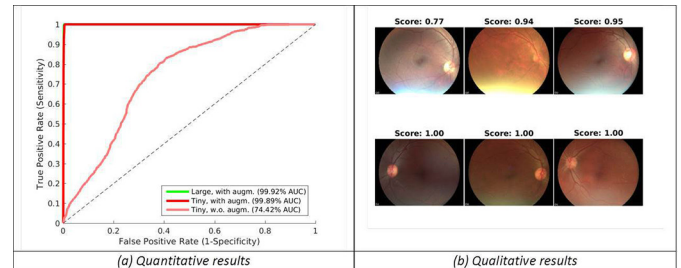 1
0.9
0.8
0.7
0.6
0.5
0.4
0.3
0.2
0.1
0
0 0.2 0.4 0.6 0.8 1
True Positive Rate (Sensitivity)
False Positive Rate (1-Specificity)
Large, with augm. (99.92% AUC)
Tiny, with augm. (99.89% AUC)
Tiny, w.o. augm. (74.42% AUC)
(a) Quantitative results
Score: 0.77 Score: 0.94 Score: 0.95
Score: 1.00 Score: 1.00 Score: 1.00
(b) Qualitative results